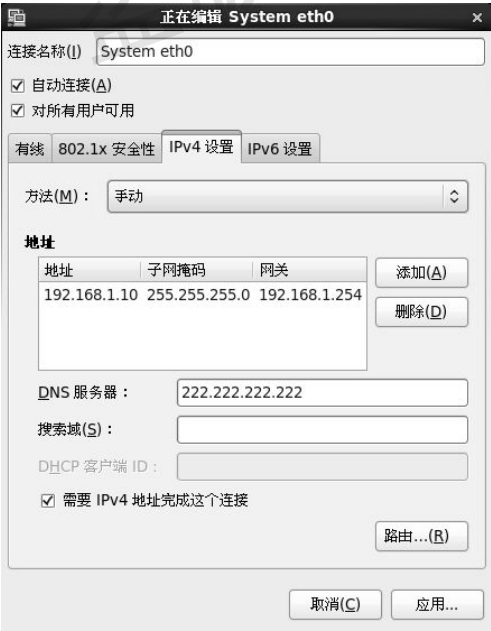 正在编辑 System eth0
连接名称(I) System eth0
自动连接(A)
对所有用户可用
有线 802.1x 安全性 IPv4 设置 IPv6 设置
方法(M)： 手动
地址
地址 子网掩码 网关
192.168.1.10 255.255.255.0 192.168.1.254
添加(A)
删除(D)
DNS 服务器： 222.222.222.222
搜索域(S)：
DHCP 客户端 ID：
需要 IPv4 地址完成这个连接
路由...(R)
取消(C) 应用...